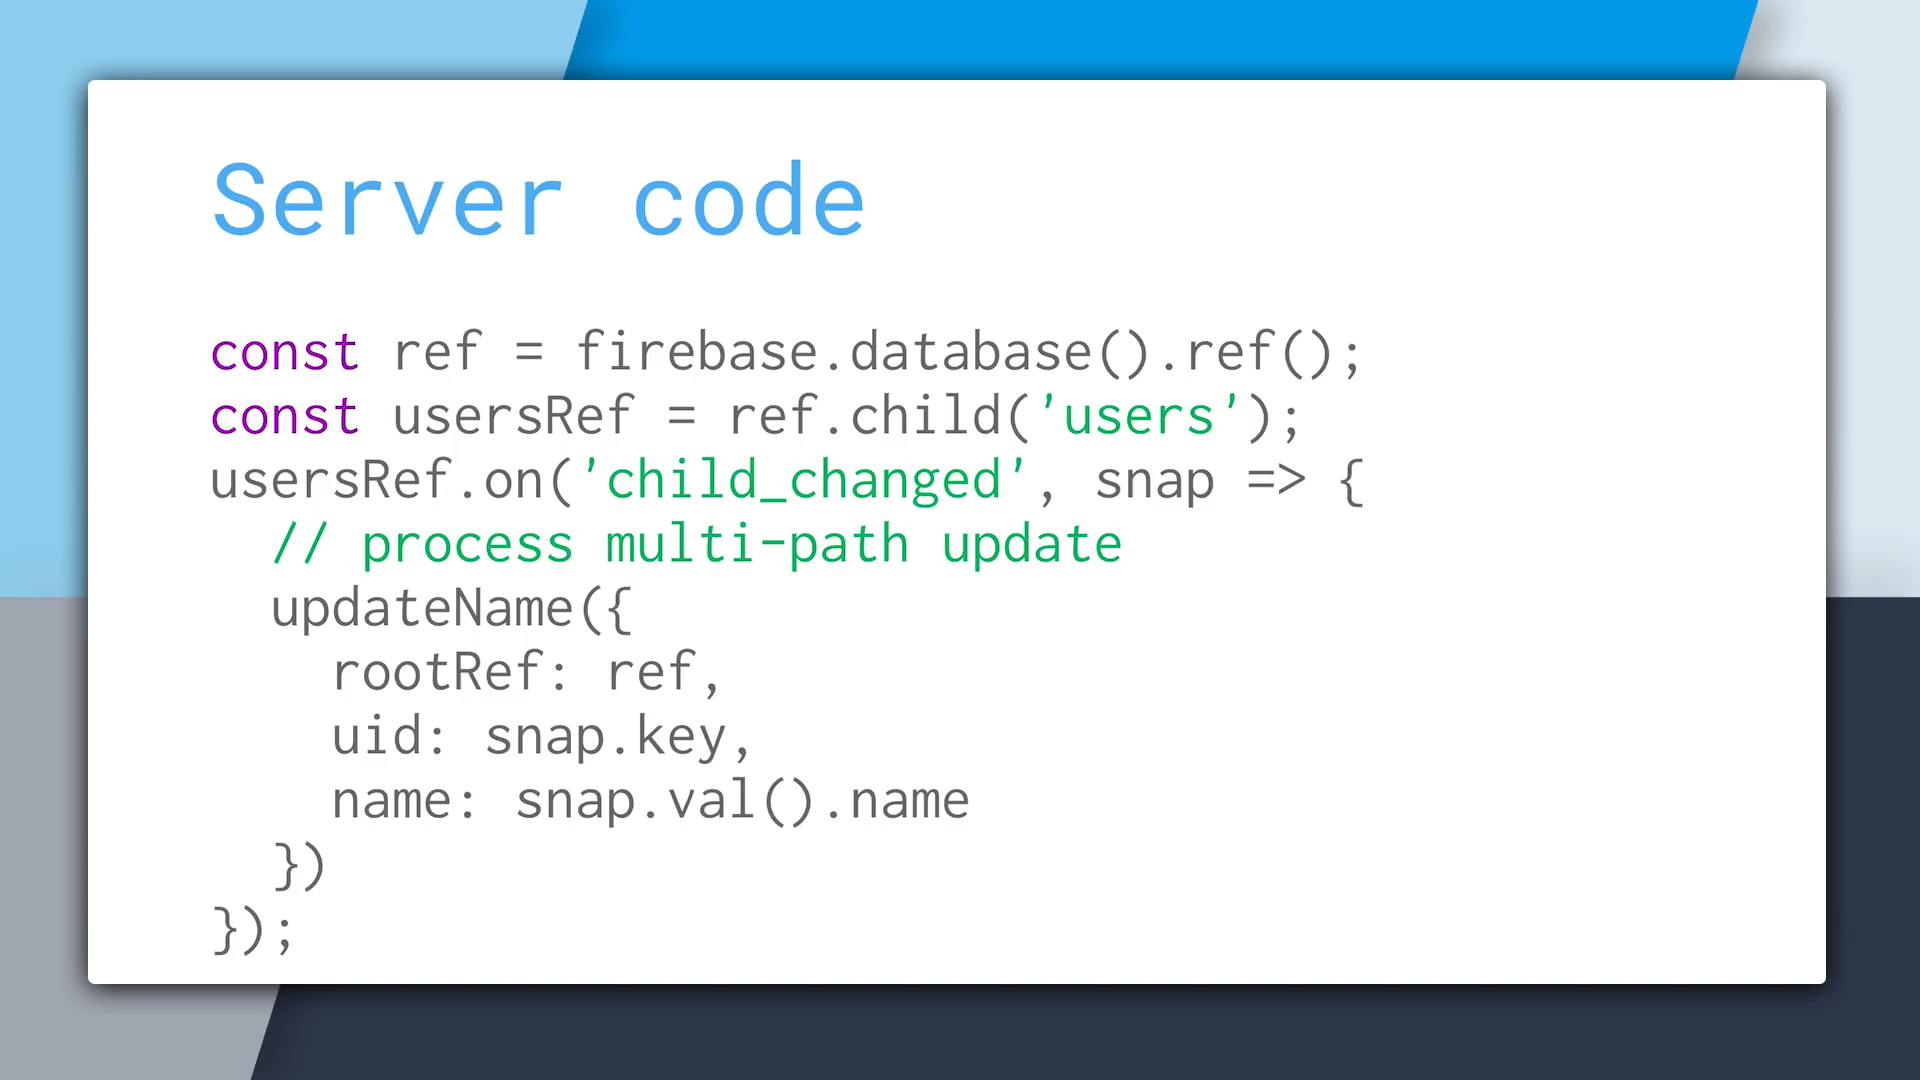 Server code
const ref = firebase.database().ref();
const usersRef = ref.child('users');
usersRef.on('child_changed', snap => {
  // process multi-path update
  updateName({
    rootRef: ref,
    uid: snap.key,
    name: snap.val().name
  })
});